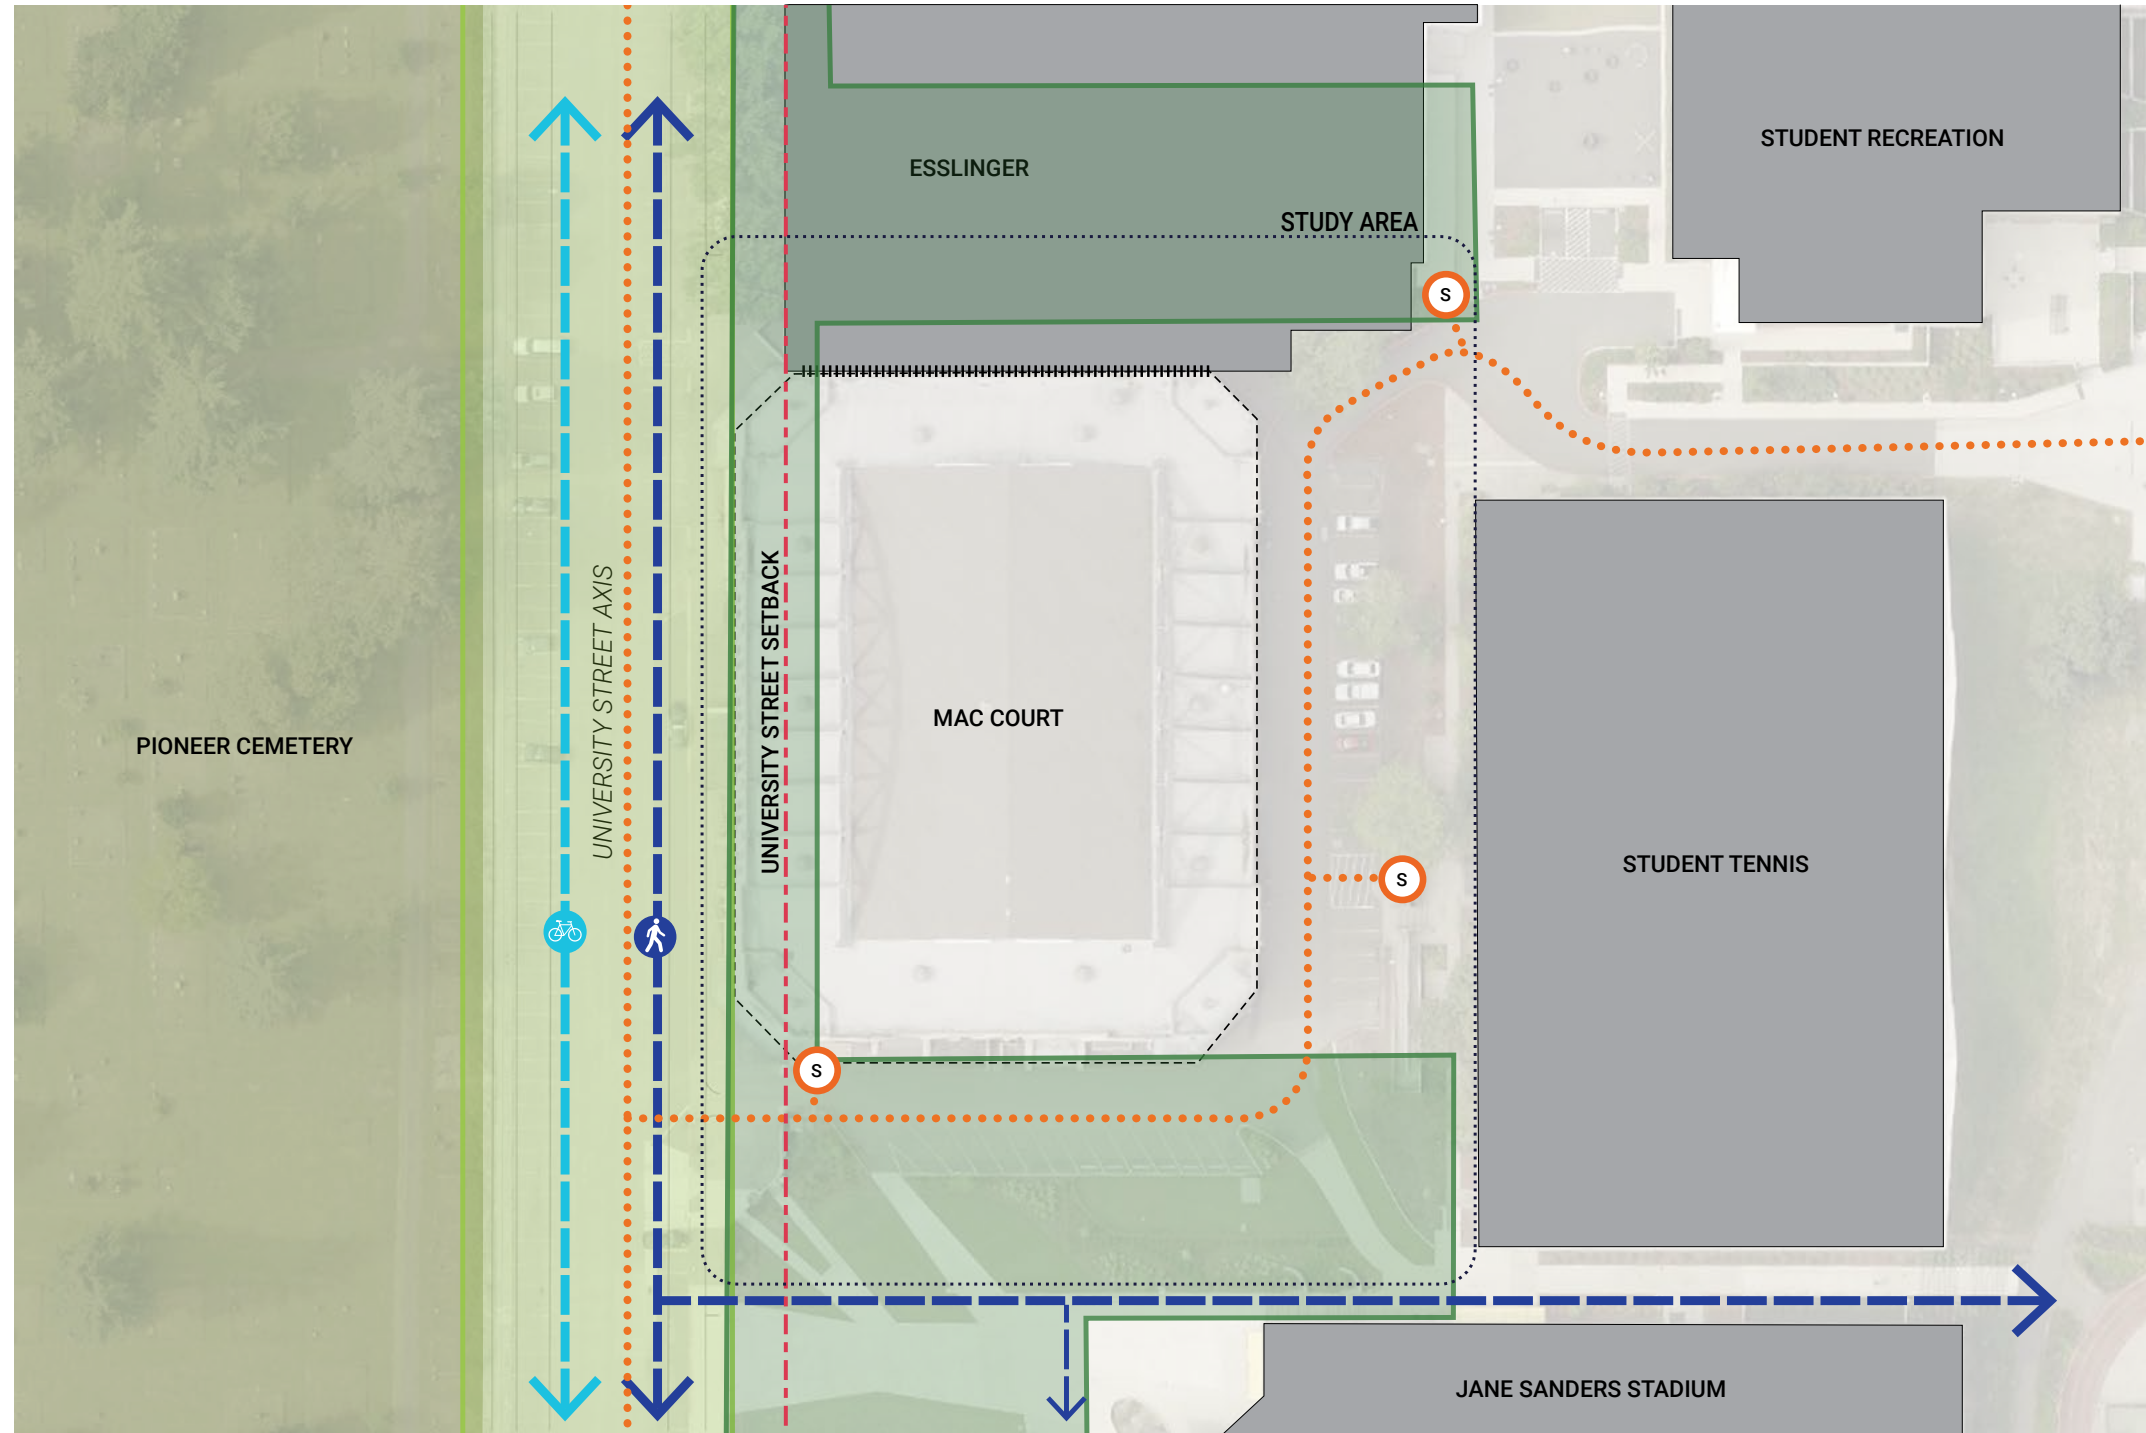 STUDENT RECREATION
ESSLINGER
STUDY AREA
S
UNIVERSITY STREET AXIS
UNIVERSITY STREET SETBACK
MAC COURT
PIONEER CEMETERY
STUDENT TENNIS
S
S
JANE SANDERS STADIUM